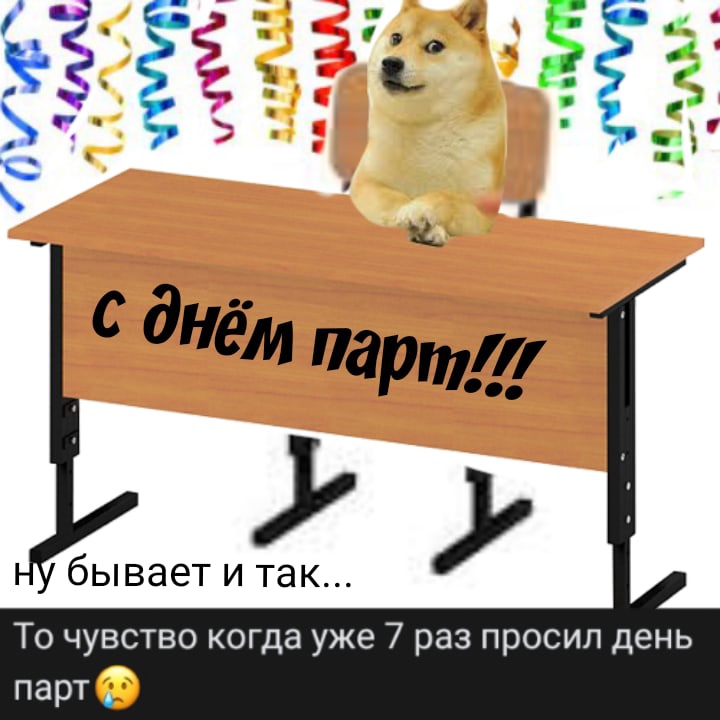 с днём парт!!!
ну бывает и так...
То чувство когда уже 7 раз просил день
парт😢